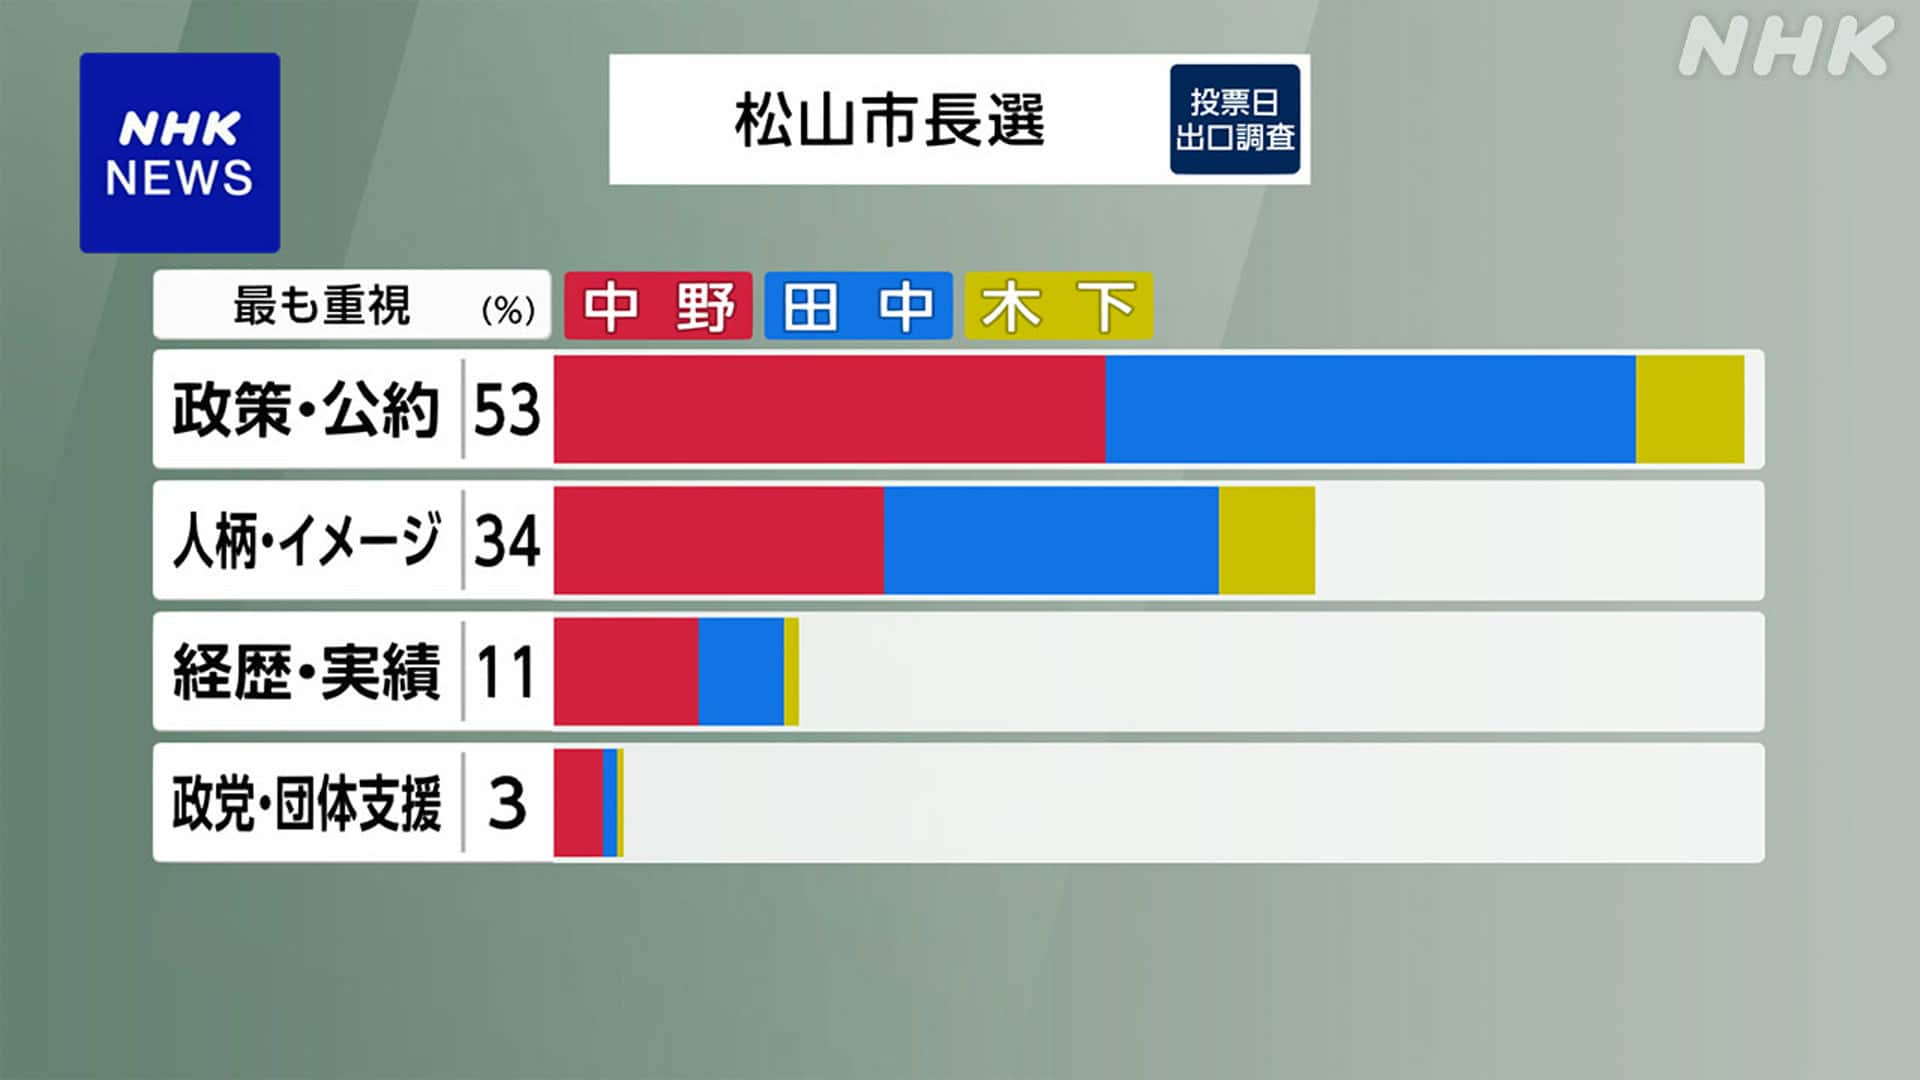 NHK
NHK
NEWS
松山市長選
投票日
出口調査
最も重視 (%) 中野 田中 木下
政策・公約 53
人柄・イメージ 34
経歴・実績 11
政党・団体支援 3